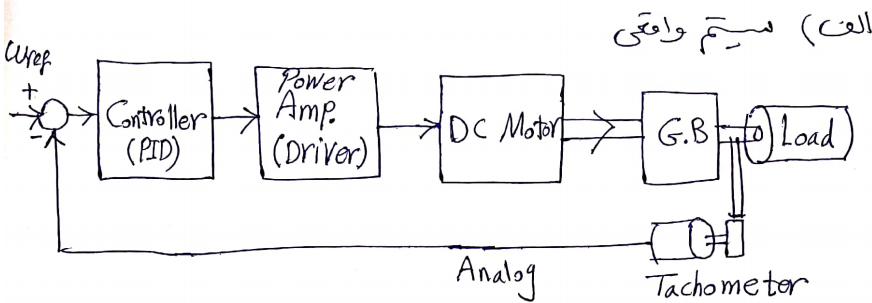 الف) سیستم واقعی
ωref
+
-
Controller
(PID)
Power
Amp.
(Driver)
DC Motor
G.B
Load
Analog
Tachometer